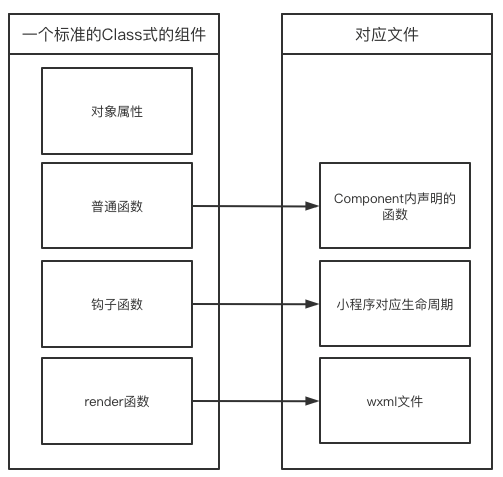 一个标准的Class式的组件
对应文件
对象属性
普通函数
Component内声明的
函数
钩子函数
小程序对应生命周期
render函数
wxml文件